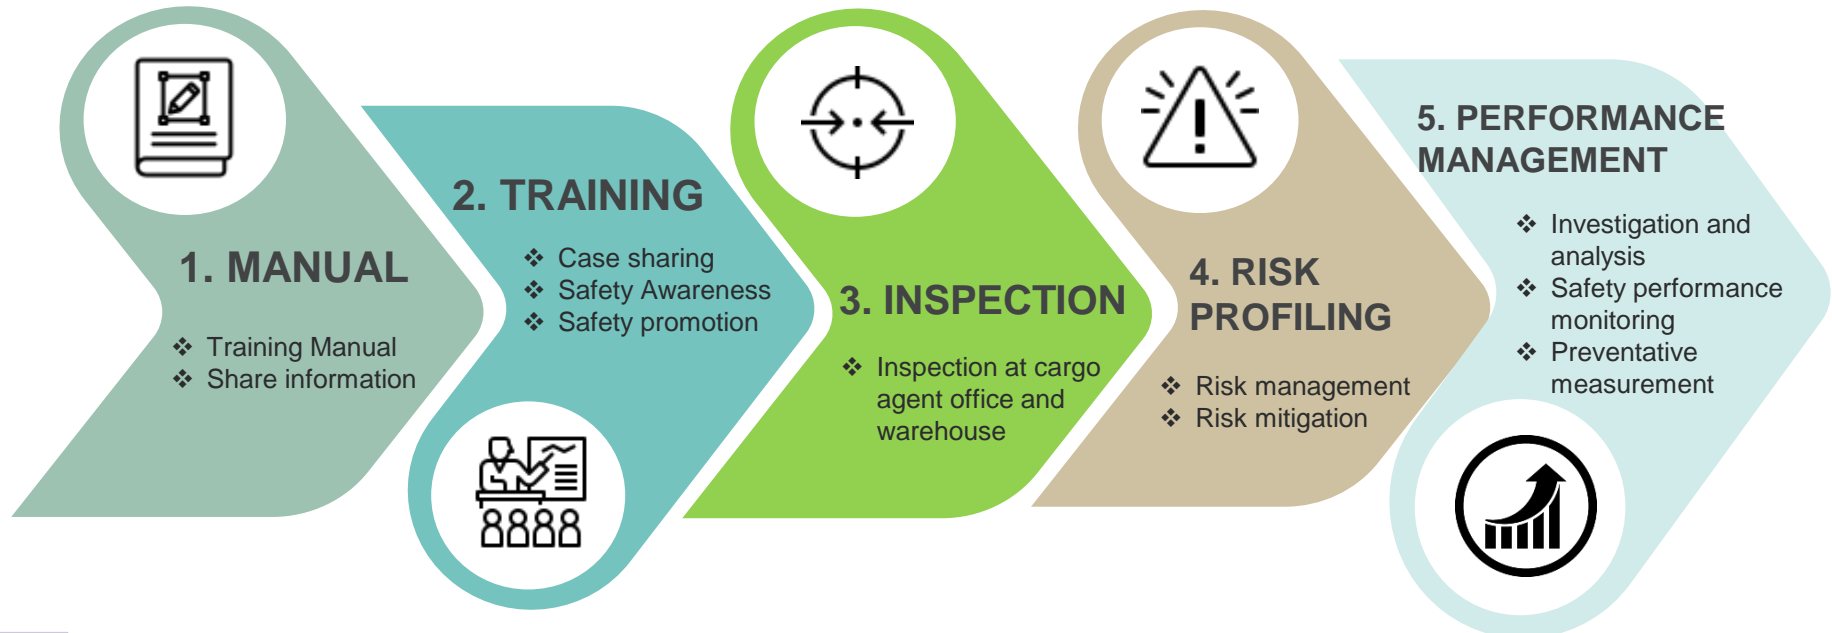 1. MANUAL
❖ Training Manual
❖ Share information
2. TRAINING
❖ Case sharing
❖ Safety Awareness
❖ Safety promotion
3. INSPECTION
❖ Inspection at cargo
agent office and
warehouse
4. RISK
PROFILING
❖ Risk management
❖ Risk mitigation
5. PERFORMANCE
MANAGEMENT
❖ Investigation and
analysis
❖ Safety performance
monitoring
❖ Preventative
measurement